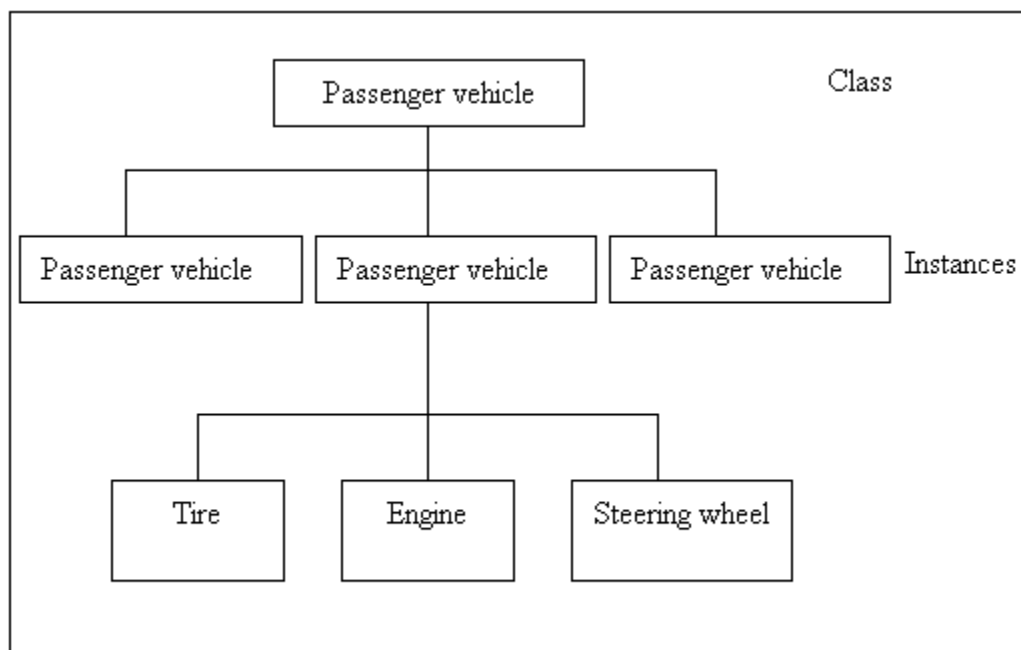 Passenger vehicle
Class
Passenger vehicle
Passenger vehicle
Passenger vehicle
Instances
Tire
Engine
Steering wheel